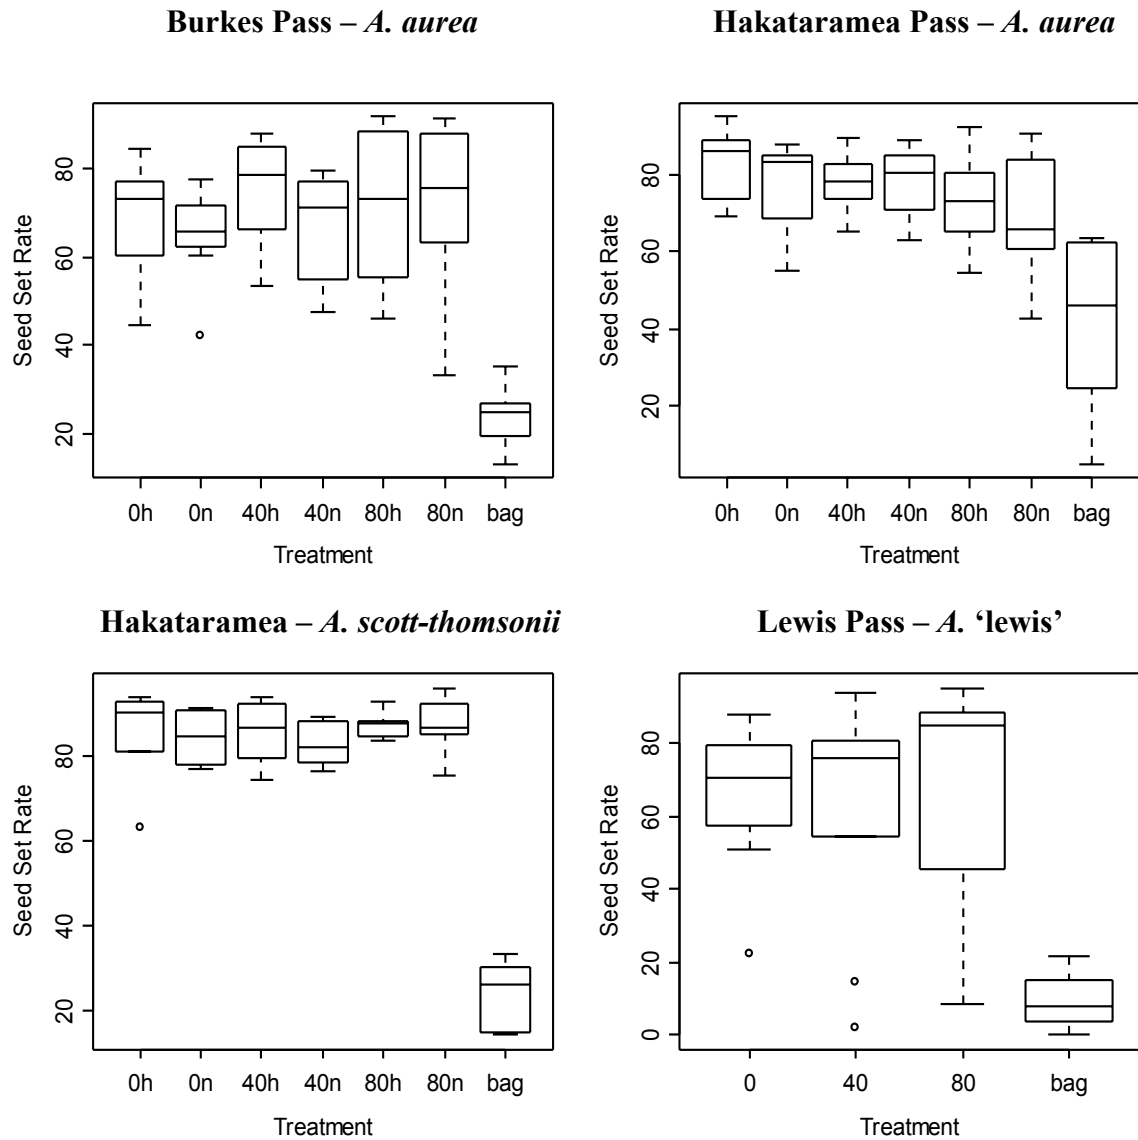 Burkes Pass – A. aurea
Hakataramea Pass – A. aurea
Seed Set Rate
80
60
40
20
0h 0n 40h 40n 80h 80n bag
Treatment
Seed Set Rate
80
60
40
20
0h 0n 40h 40n 80h 80n bag
Treatment
Hakataramea – A. scott-thomsonii
Lewis Pass – A. ‘lewis’
Seed Set Rate
80
60
40
20
0h 0n 40h 40n 80h 80n bag
Treatment
Seed Set Rate
80
60
40
20
0
0 40 80 bag
Treatment